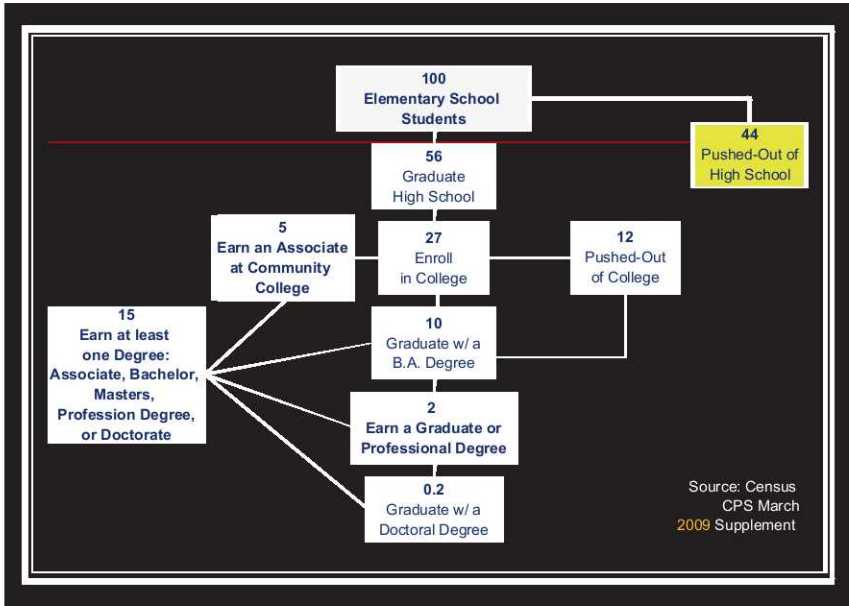 100
Elementary School
Students
44
Pushed-Out of
High School
56
Graduate
High School
5
Earn an Associate
at Community
College
27
Enroll
in College
12
Pushed-Out
of College
15
Earn at least
one Degree:
Associate, Bachelor,
Masters,
Profession Degree,
or Doctorate
10
Graduate w/ a
B.A. Degree
2
Earn a Graduate or
Professional Degree
0.2
Graduate w/ a
Doctoral Degree
Source: Census
CPS March
2009 Supplement